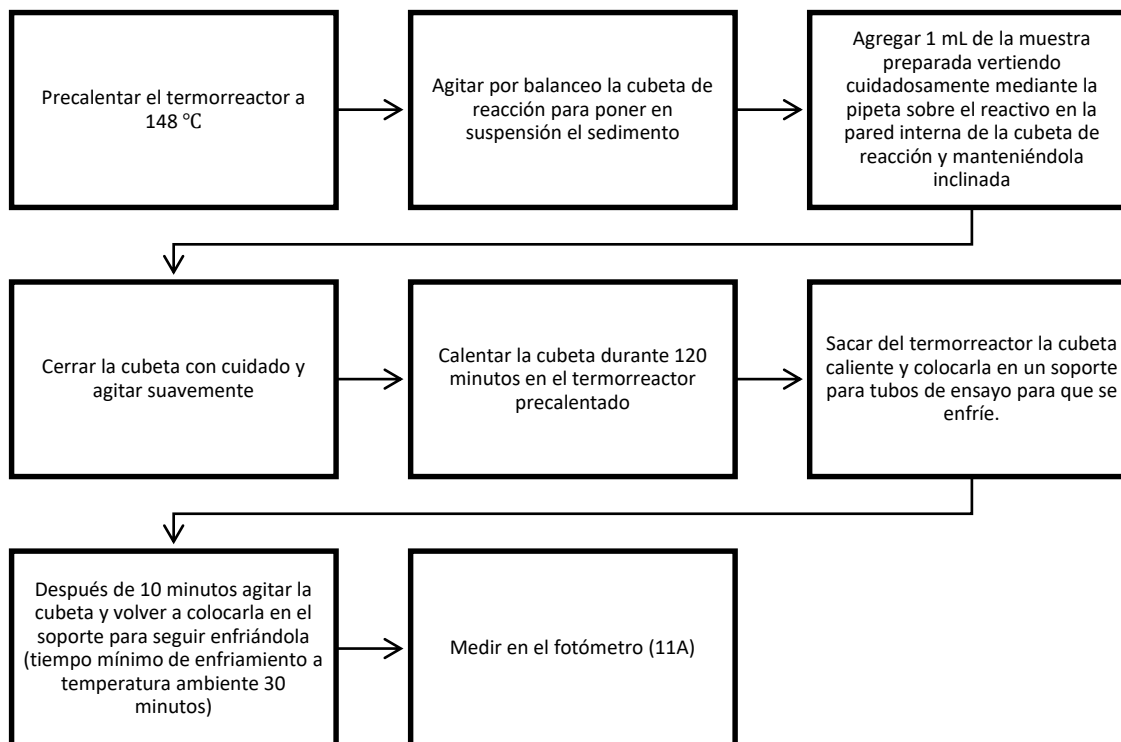 Precalentar el termorreactor a
148 °C
Agitar por balanceo la cubeta de
reacción para poner en
suspensión el sedimento
Agregar 1 mL de la muestra
preparada vertiendo
cuidadosamente mediante la
pipeta sobre el reactivo en la
pared interna de la cubeta de
reacción y manteniéndola
inclinada
Cerrar la cubeta con cuidado y
agitar suavemente
Calentar la cubeta durante 120
minutos en el termorreactor
precalentado
Sacar del termorreactor la cubeta
caliente y colocarla en un soporte
para tubos de ensayo para que se
enfríe.
Después de 10 minutos agitar la
cubeta y volver a colocarla en el
soporte para seguir enfriándola
(tiempo mínimo de enfriamiento a
temperatura ambiente 30
minutos)
Medir en el fotómetro (11A)